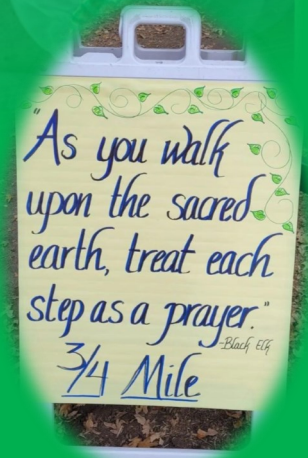 "As you walk
upon the sacred
earth, treat each
step as a prayer."
-Black Elk
3/4 Mile